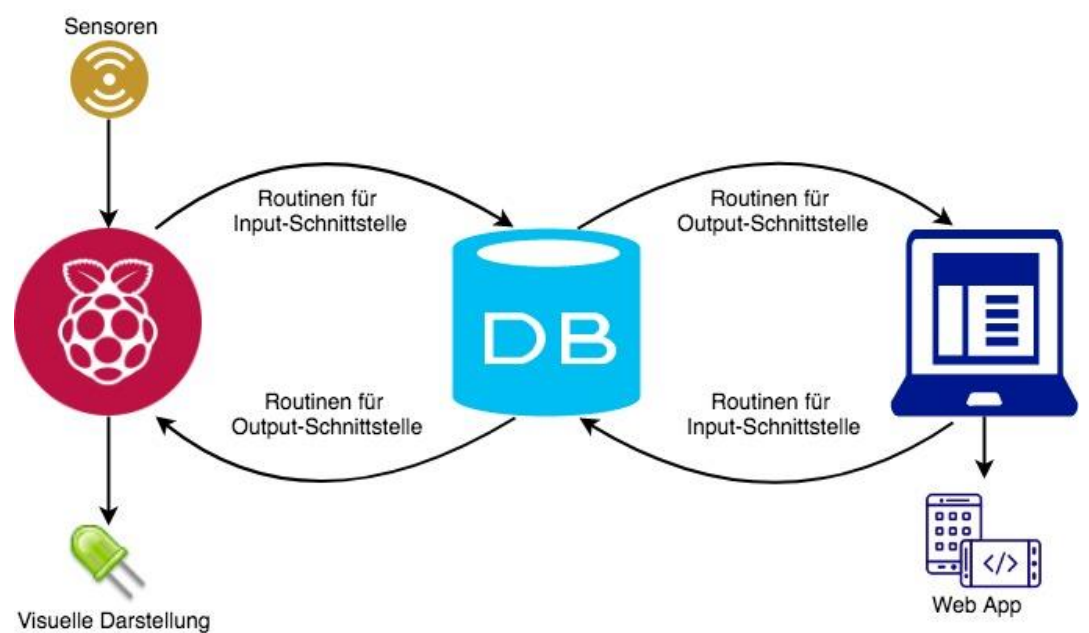 Sensoren
Routinen für
Input-Schnittstelle
Routinen für
Output-Schnittstelle
DB
Routinen für
Output-Schnittstelle
Routinen für
Input-Schnittstelle
</>
Visuelle Darstellung
Web App